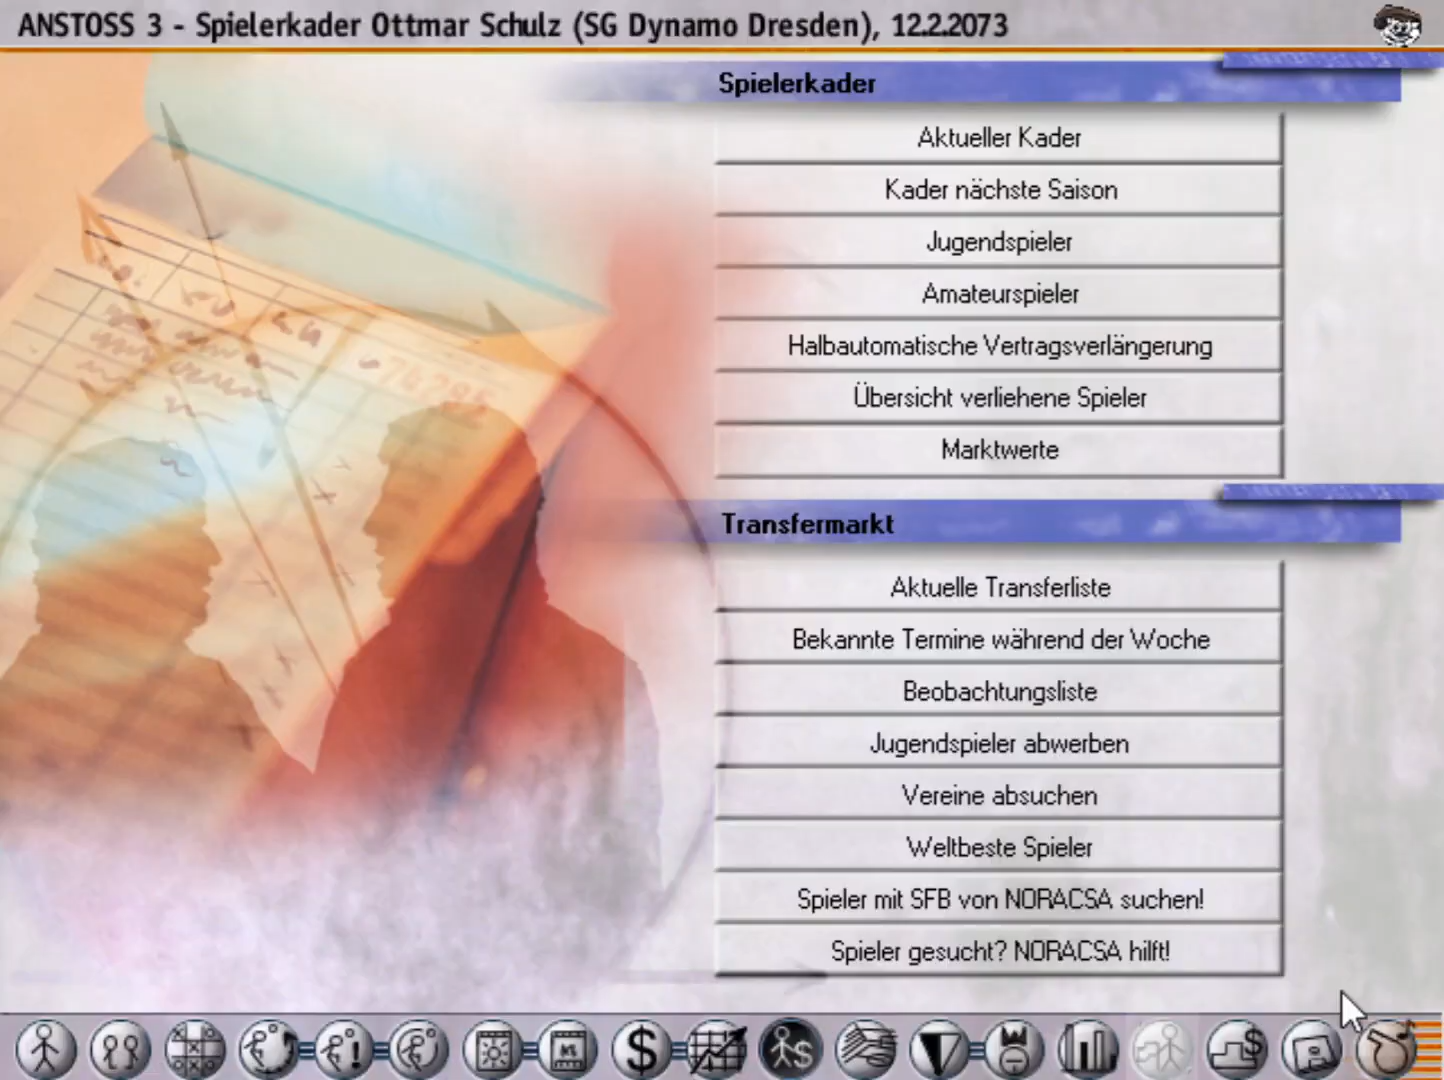 ANSTOSS 3 - Spielerkader Ottmar Schulz (SG Dynamo Dresden), 12.2.2073
Spielerkader
Aktueller Kader
Kader nächste Saison
Jugendspieler
Amateurspieler
Halbautomatische Vertragsverlängerung
Übersicht verliehene Spieler
Marktwerte
Transfermarkt
Aktuelle Transferliste
Bekannte Termine während der Woche
Beobachtungsliste
Jugendspieler abwerben
Vereine absuchen
Weltbeste Spieler
Spieler mit SFB von NORACSA suchen!
Spieler gesucht? NORACSA hilft!